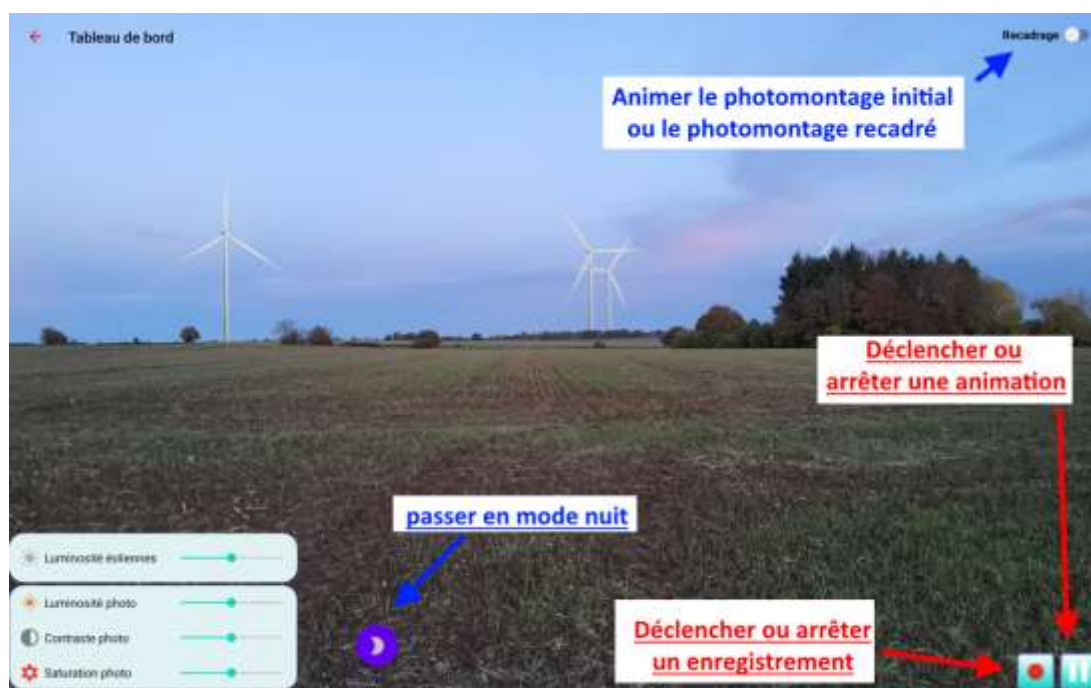 Tableau de bord
Recadrage
Animer le photomontage initial
ou le photomontage recadré
Déclencher ou
arrêter une animation
passer en mode nuit
Luminosité éoliennes
Luminosité photo
Contraste photo
Saturation photo
Déclencher ou arrêter
un enregistrement